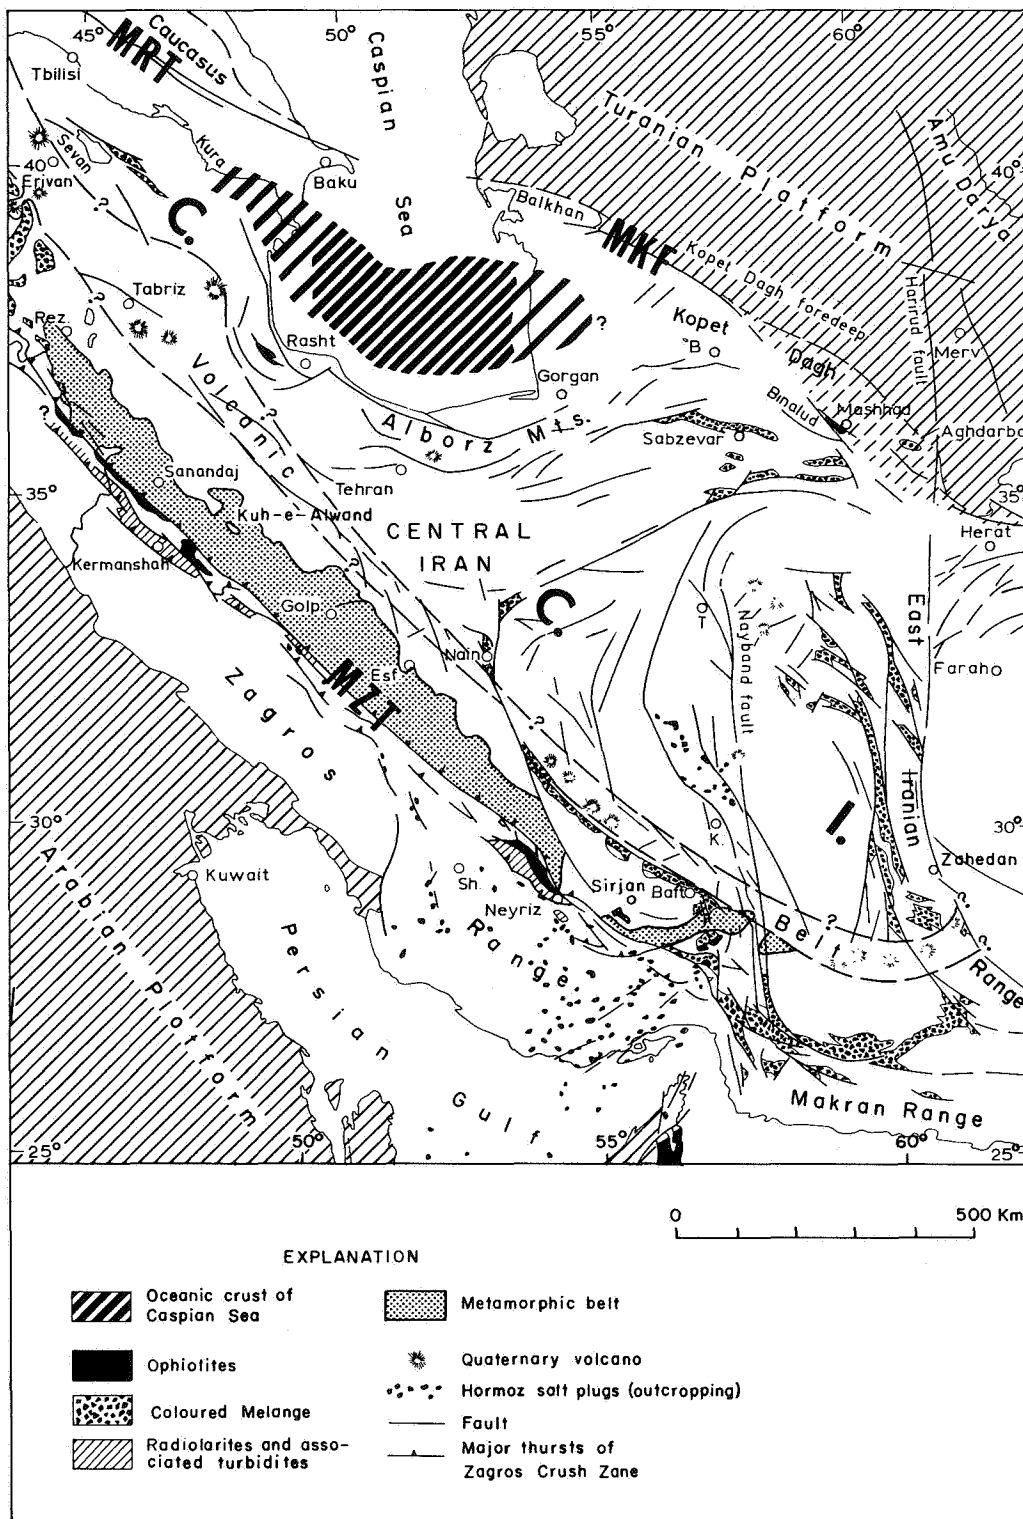 45°
50°
55°
60°
Caucasus
MRT
Tbilisi
Caspian
Sea
Turanian Platform
Amu Darya
Sevan
Kura
40
Erivan
Baku
40°
?
C.
Balkhan
MKF
Kopet Dagh foredeep
Harirud fault
Tabriz
?
Rez.
Rasht
?
Kopet
Dagh
B
Merv
Gorgan
Volcanic
?
Alborz Mts.
Binalud
Mashhad
Sabzevar
Aghdarba
?
Sanandaj
Tehran
35°
35°
Kuh-e-Alwand
CENTRAL
IRAN
Herat
Kermanshah
?
C.
Golp.
T
Nayband fault
East
Nain
Farah
Esf
MZT
Zagros
?
Iranian
30°
I.
30°
K.
Zahedan
Arabian Platform
Kuwait
Sh.
Sirjan
Baft
Neyriz
?
?
Belt
?
Range
Range
Persian
Gulf
Makran Range
25°
50°
55°
60°
25°
0
500 Km
EXPLANATION
Oceanic crust of
Caspian Sea
Ophiolites
Coloured Melange
Radiolarites and asso-
ciated turbidites
Metamorphic belt
Quaternary volcano
Hormoz salt plugs (outcropping)
Fault
Major thursts of
Zagros Crush Zane